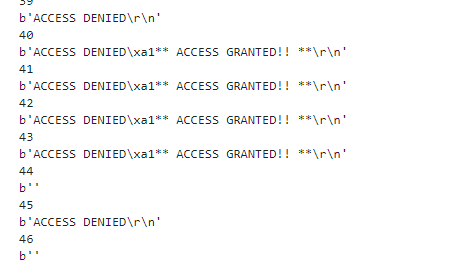 39
b'ACCESS DENIED\r\n'
40
b'ACCESS DENIED\xa1** ACCESS GRANTED!! **\r\n'
41
b'ACCESS DENIED\xa1** ACCESS GRANTED!! **\r\n'
42
b'ACCESS DENIED\xa1** ACCESS GRANTED!! **\r\n'
43
b'ACCESS DENIED\xa1** ACCESS GRANTED!! **\r\n'
44
b''
45
b'ACCESS DENIED\r\n'
46
b''